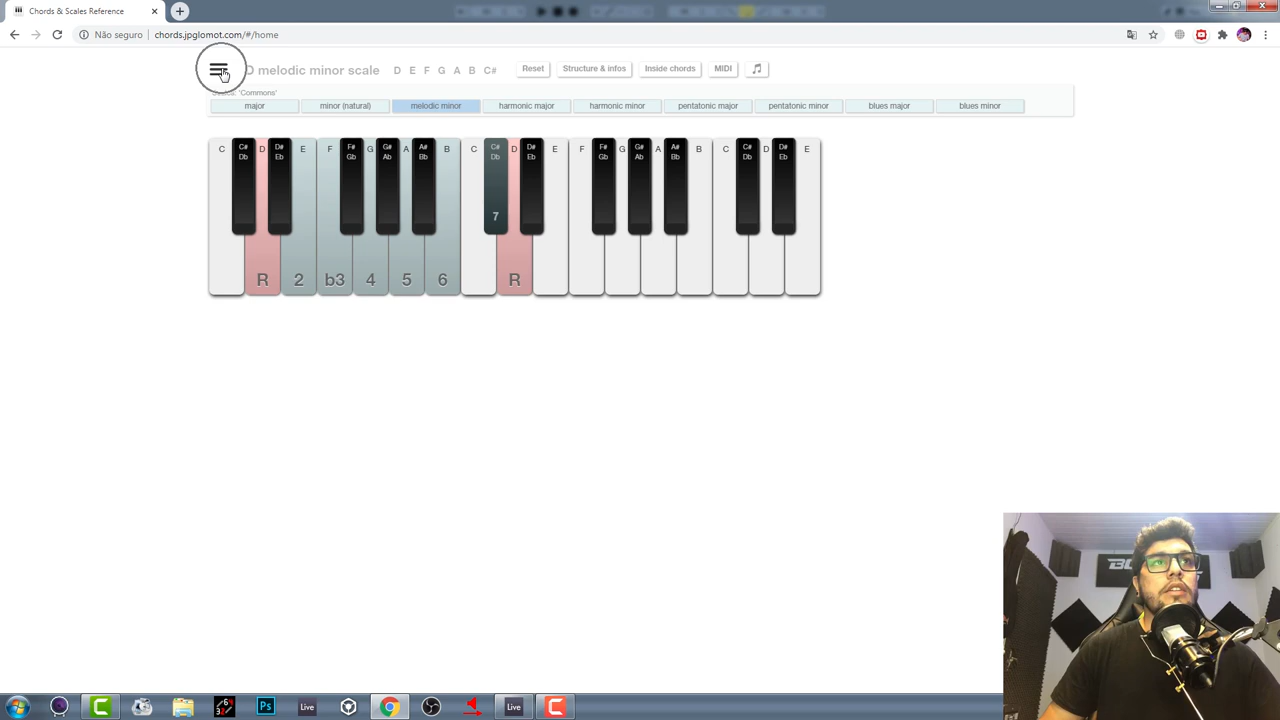 Chords & Scales Reference
Não seguro
chords.jpglomot.com/#/home
D melodic minor scale
D E F G A B C#
Reset
Structure & infos
Inside chords
MIDI
Scales: 'Commons'
major
minor (natural)
melodic minor
harmonic major
harmonic minor
pentatonic major
pentatonic minor
blues major
blues minor
C C# D D# E F F# G G# A A# B C C# D D# E F F# G G# A A# B C C# D D# E
Db Eb Gb Ab Bb Db Eb Gb Ab Bb Db Eb
7
R 2 b3 4 5 6 R
Ps
Live
Live